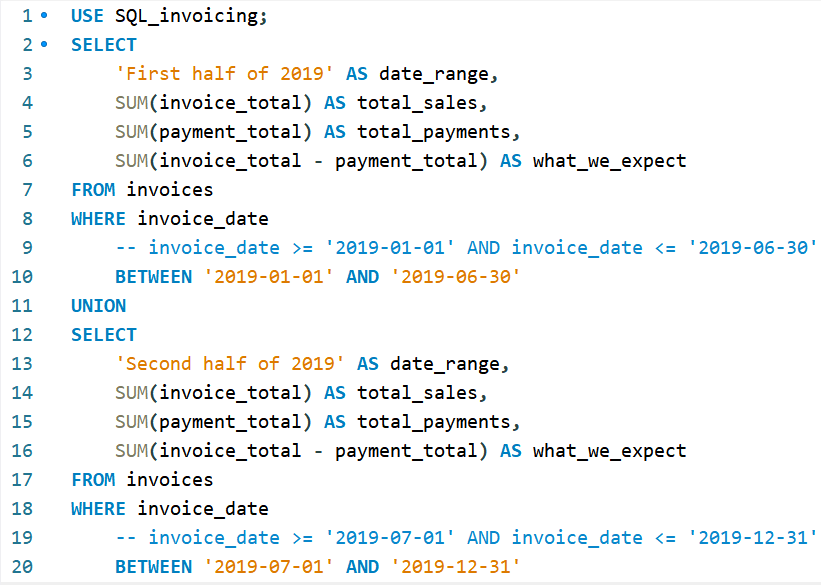 1 USE SQL_invoicing;
2 SELECT
3 'First half of 2019' AS date_range,
4 SUM(invoice_total) AS total_sales,
5 SUM(payment_total) AS total_payments,
6 SUM(invoice_total - payment_total) AS what_we_expect
7 FROM invoices
8 WHERE invoice_date
9 -- invoice_date >= '2019-01-01' AND invoice_date <= '2019-06-30'
10 BETWEEN '2019-01-01' AND '2019-06-30'
11 UNION
12 SELECT
13 'Second half of 2019' AS date_range,
14 SUM(invoice_total) AS total_sales,
15 SUM(payment_total) AS total_payments,
16 SUM(invoice_total - payment_total) AS what_we_expect
17 FROM invoices
18 WHERE invoice_date
19 -- invoice_date >= '2019-07-01' AND invoice_date <= '2019-12-31'
20 BETWEEN '2019-07-01' AND '2019-12-31'